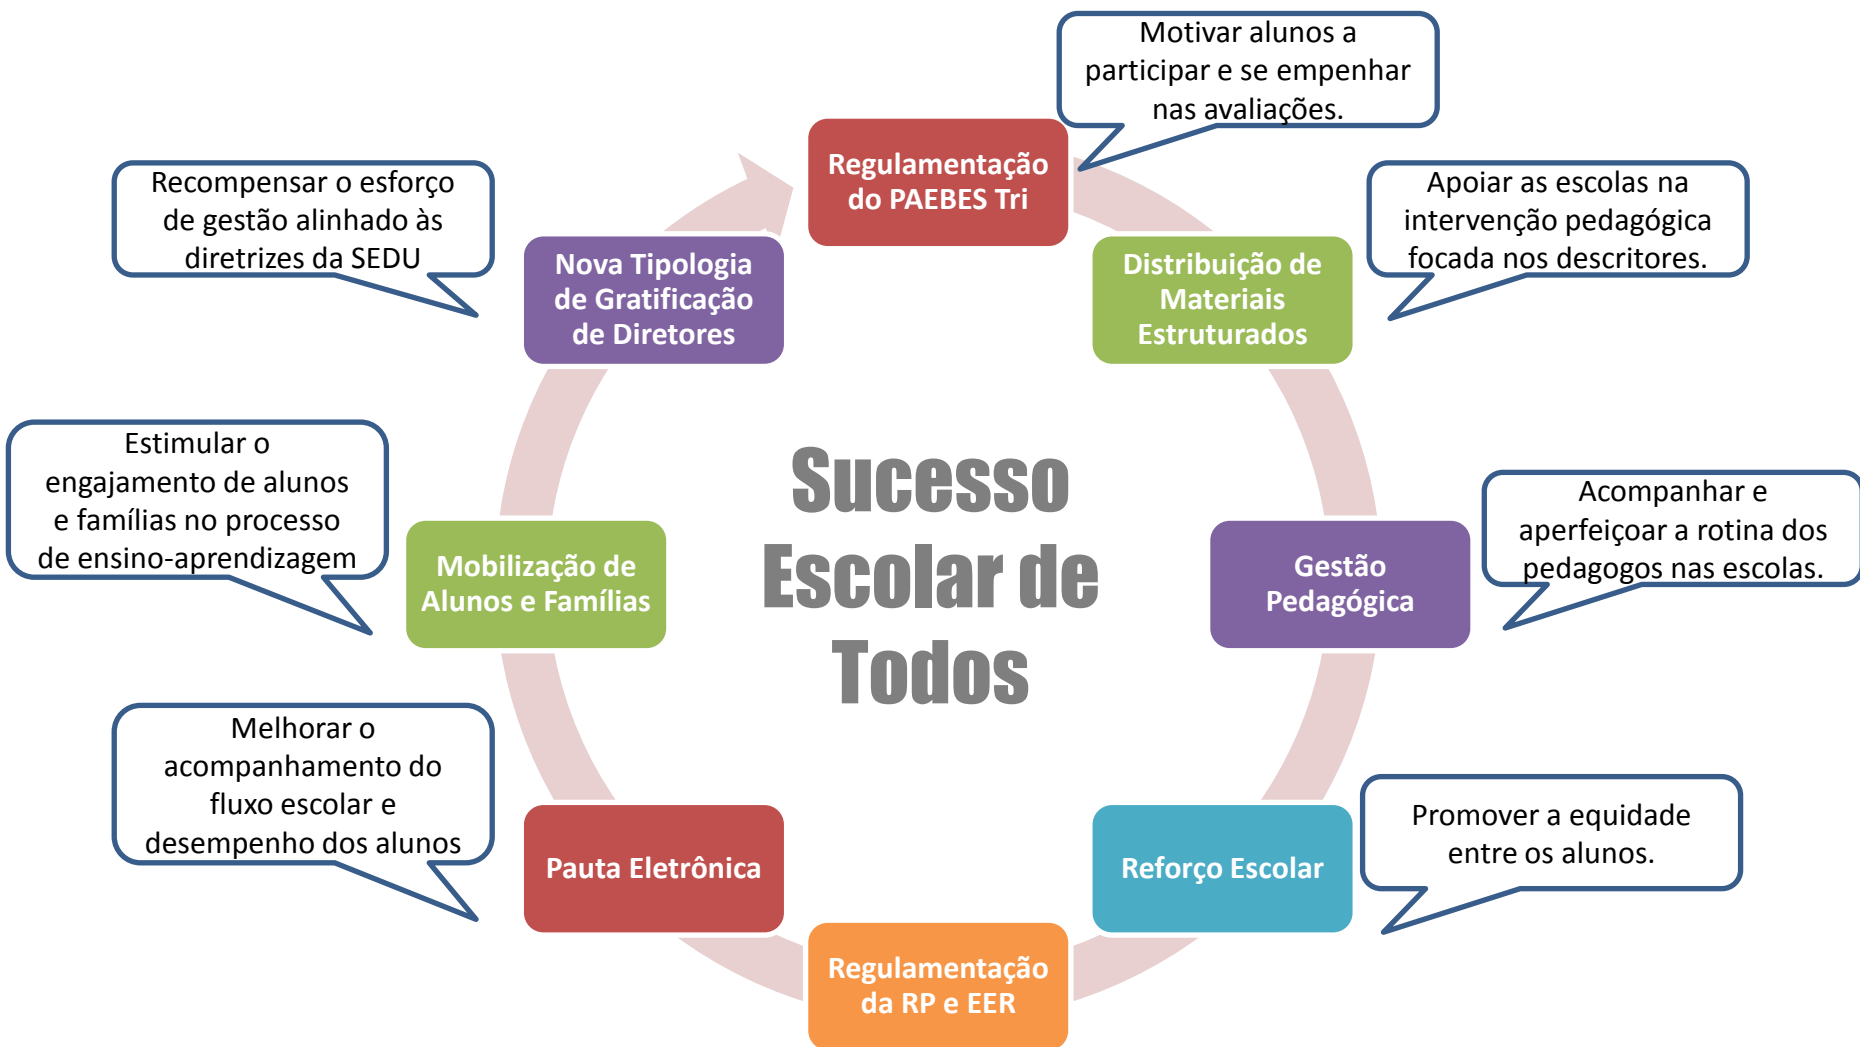 Motivar alunos a
participar e se empenhar
nas avaliações.
Regulamentação
do PAEBES Tri
Apoiar as escolas na
intervenção pedagógica
focada nos descritores.
Distribuição de
Materiais
Estruturados
Acompanhar e
aperfeiçoar a rotina dos
pedagogos nas escolas.
Gestão
Pedagógica
Promover a equidade
entre os alunos.
Reforço Escolar
Regulamentação
da RP e EER
Melhorar o
acompanhamento do
fluxo escolar e
desempenho dos alunos
Pauta Eletrônica
Estimular o
engajamento de alunos
e famílias no processo
de ensino-aprendizagem
Mobilização de
Alunos e Famílias
Recompensar o esforço
de gestão alinhado às
diretrizes da SEDU
Nova Tipologia
de Gratificação
de Diretores
Sucesso
Escolar de
Todos